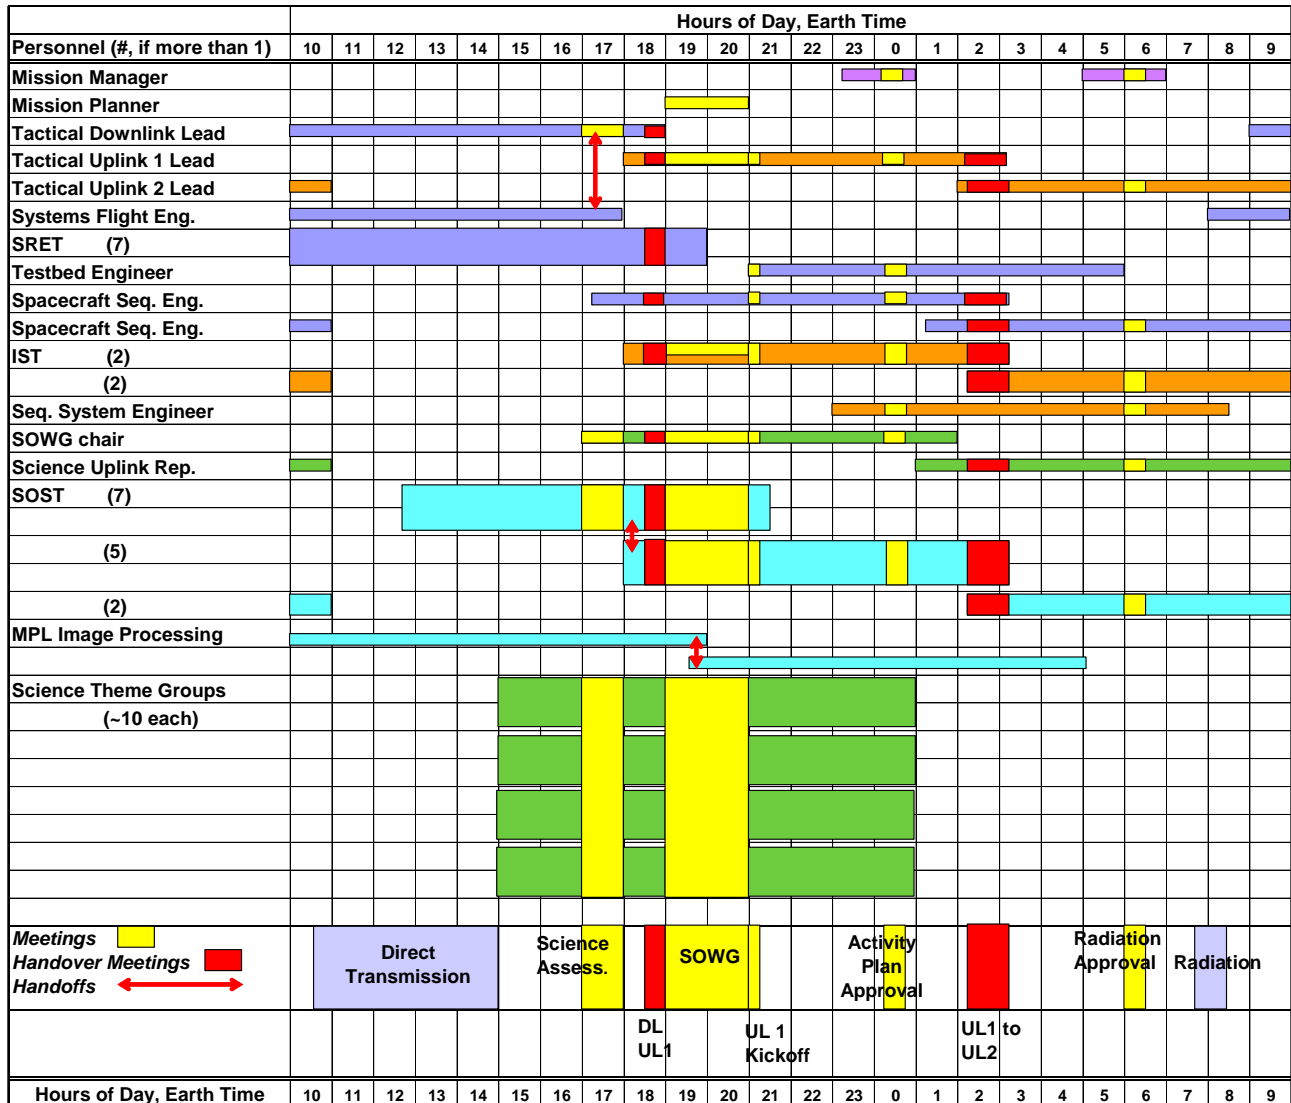 Hours of Day, Earth Time
Personnel (#, if more than 1) 10 11 12 13 14 15 16 17 18 19 20 21 22 23 0 1 2 3 4 5 6 7 8 9
Mission Manager
Mission Planner
Tactical Downlink Lead
Tactical Uplink 1 Lead
Tactical Uplink 2 Lead
Systems Flight Eng.
SRET (7)
Testbed Engineer
Spacecraft Seq. Eng.
Spacecraft Seq. Eng.
IST (2)
(2)
Seq. System Engineer
SOWG chair
Science Uplink Rep.
SOST (7)
(5)
(2)
MPL Image Processing
Science Theme Groups
(~10 each)
Meetings
Handover Meetings
Handoffs
Direct
Transmission
Science
Assess.
SOWG
Activity
Plan
Approval
Radiation
Approval
Radiation
DL
UL1
UL 1
Kickoff
UL1 to
UL2
Hours of Day, Earth Time 10 11 12 13 14 15 16 17 18 19 20 21 22 23 0 1 2 3 4 5 6 7 8 9